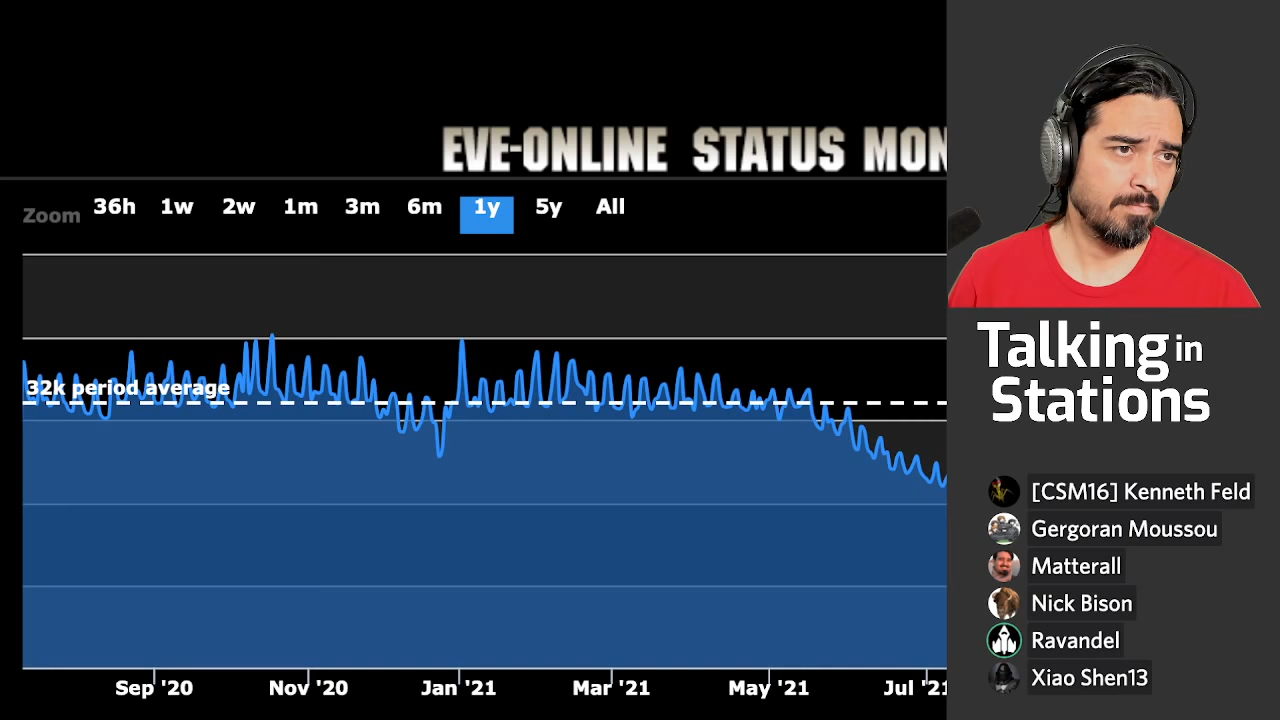 EVE-ONLINE STATUS MON
Zoom 36h 1w 2w 1m 3m 6m 1y 5y All
32k period average
Sep '20 Nov '20 Jan '21 Mar '21 May '21 Jul '21
Talking in
Stations
[CSM16] Kenneth Feld
Gergoran Moussou
Matterall
Nick Bison
Ravandel
Xiao Shen13